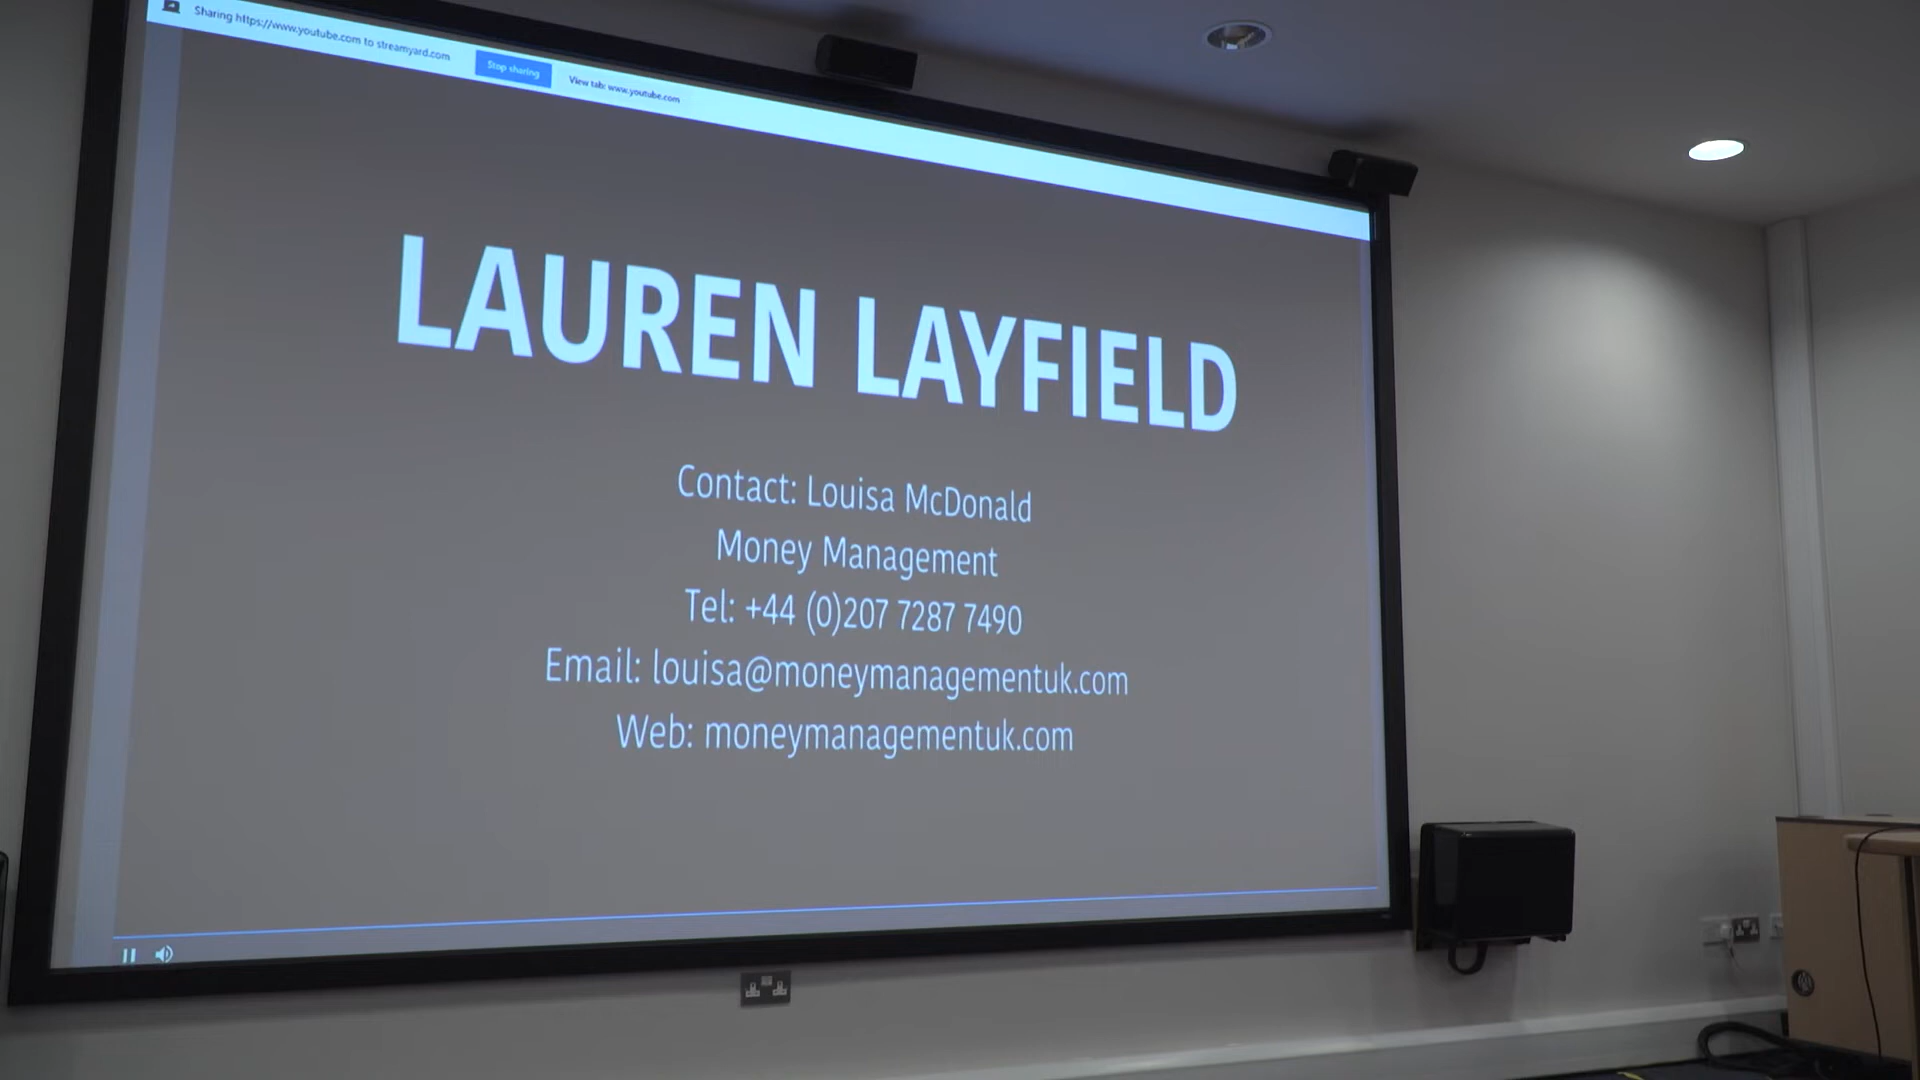 Sharing https://www.youtube.com to streamyard.com
Stop sharing
View tab: www.youtube.com
LAUREN LAYFIELD
Contact: Louisa McDonald
Money Management
Tel: +44 (0)207 7287 7490
Email: louisa@moneymanagementuk.com
Web: moneymanagementuk.com